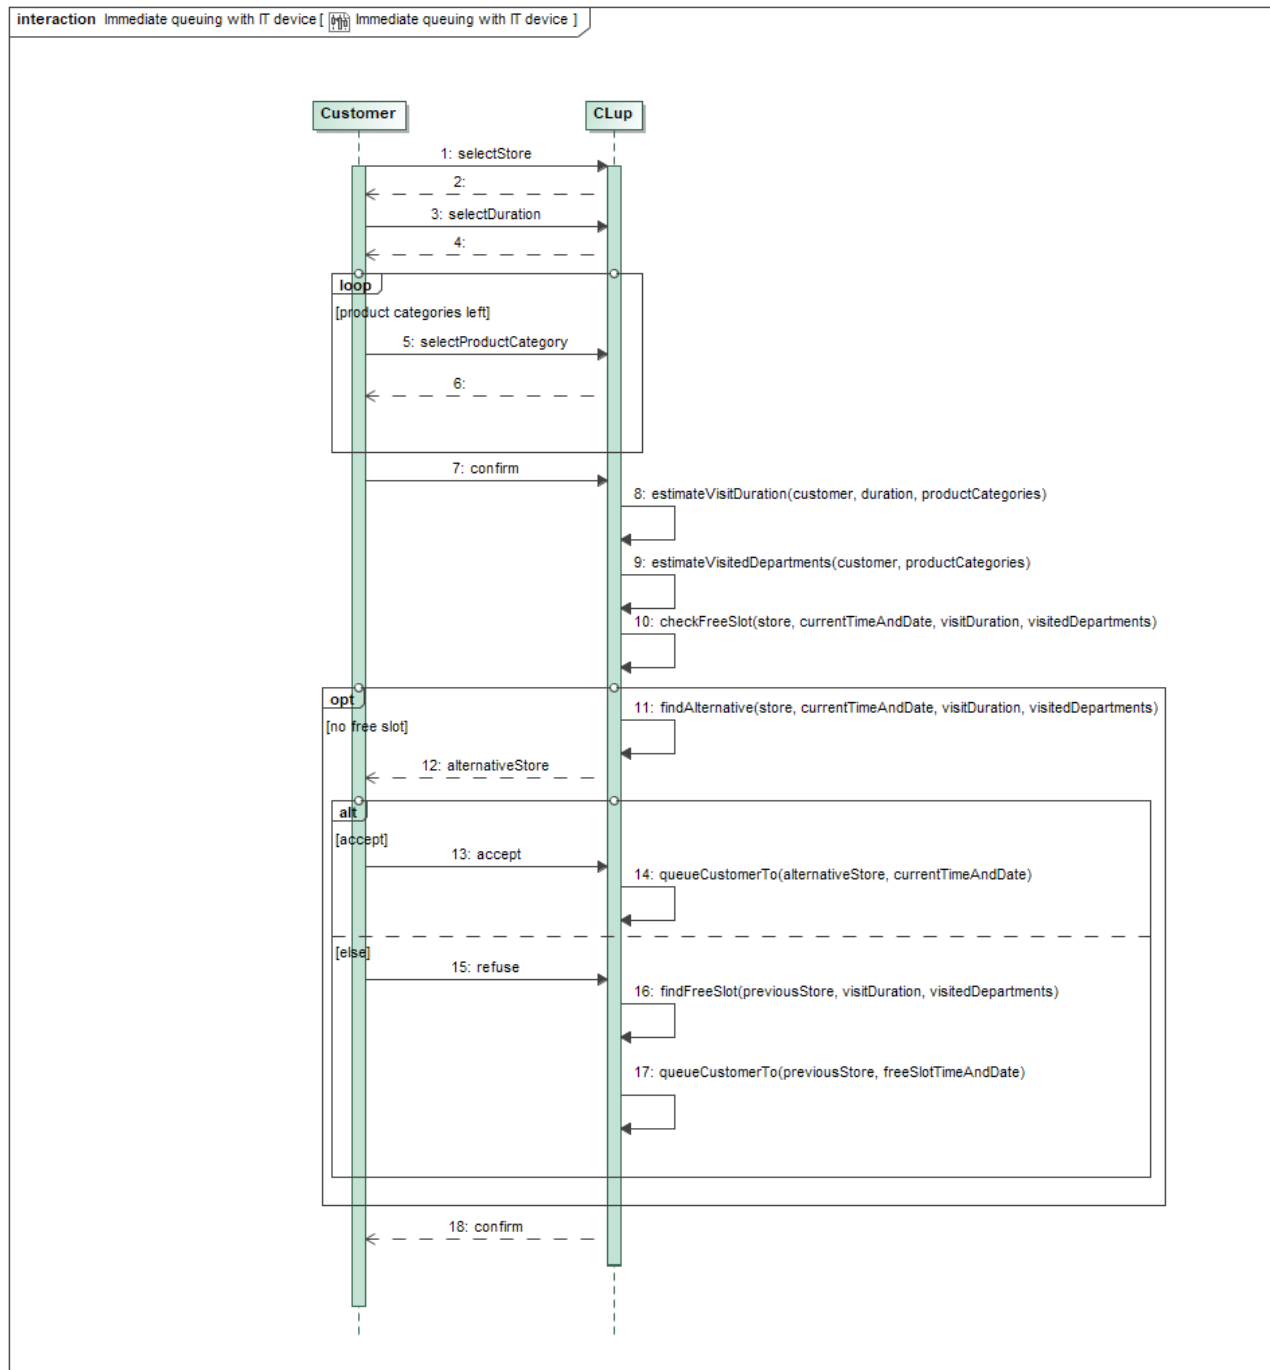 interaction Immediate queuing with IT device [ Immediate queuing with IT device ]
Customer
CLup
1: selectStore
2:
3: selectDuration
4:
loop
[product categories left]
5: selectProductCategory
6:
7: confirm
8: estimateVisitDuration(customer, duration, productCategories)
9: estimateVisitedDepartments(customer, productCategories)
10: checkFreeSlot(store, currentTimeAndDate, visitDuration, visitedDepartments)
opt
[no free slot]
11: findAlternative(store, currentTimeAndDate, visitDuration, visitedDepartments)
12: alternativeStore
alt
[accept]
13: accept
14: queueCustomerTo(alternativeStore, currentTimeAndDate)
[else]
15: refuse
16: findFreeSlot(previousStore, visitDuration, visitedDepartments)
17: queueCustomerTo(previousStore, freeSlotTimeAndDate)
18: confirm